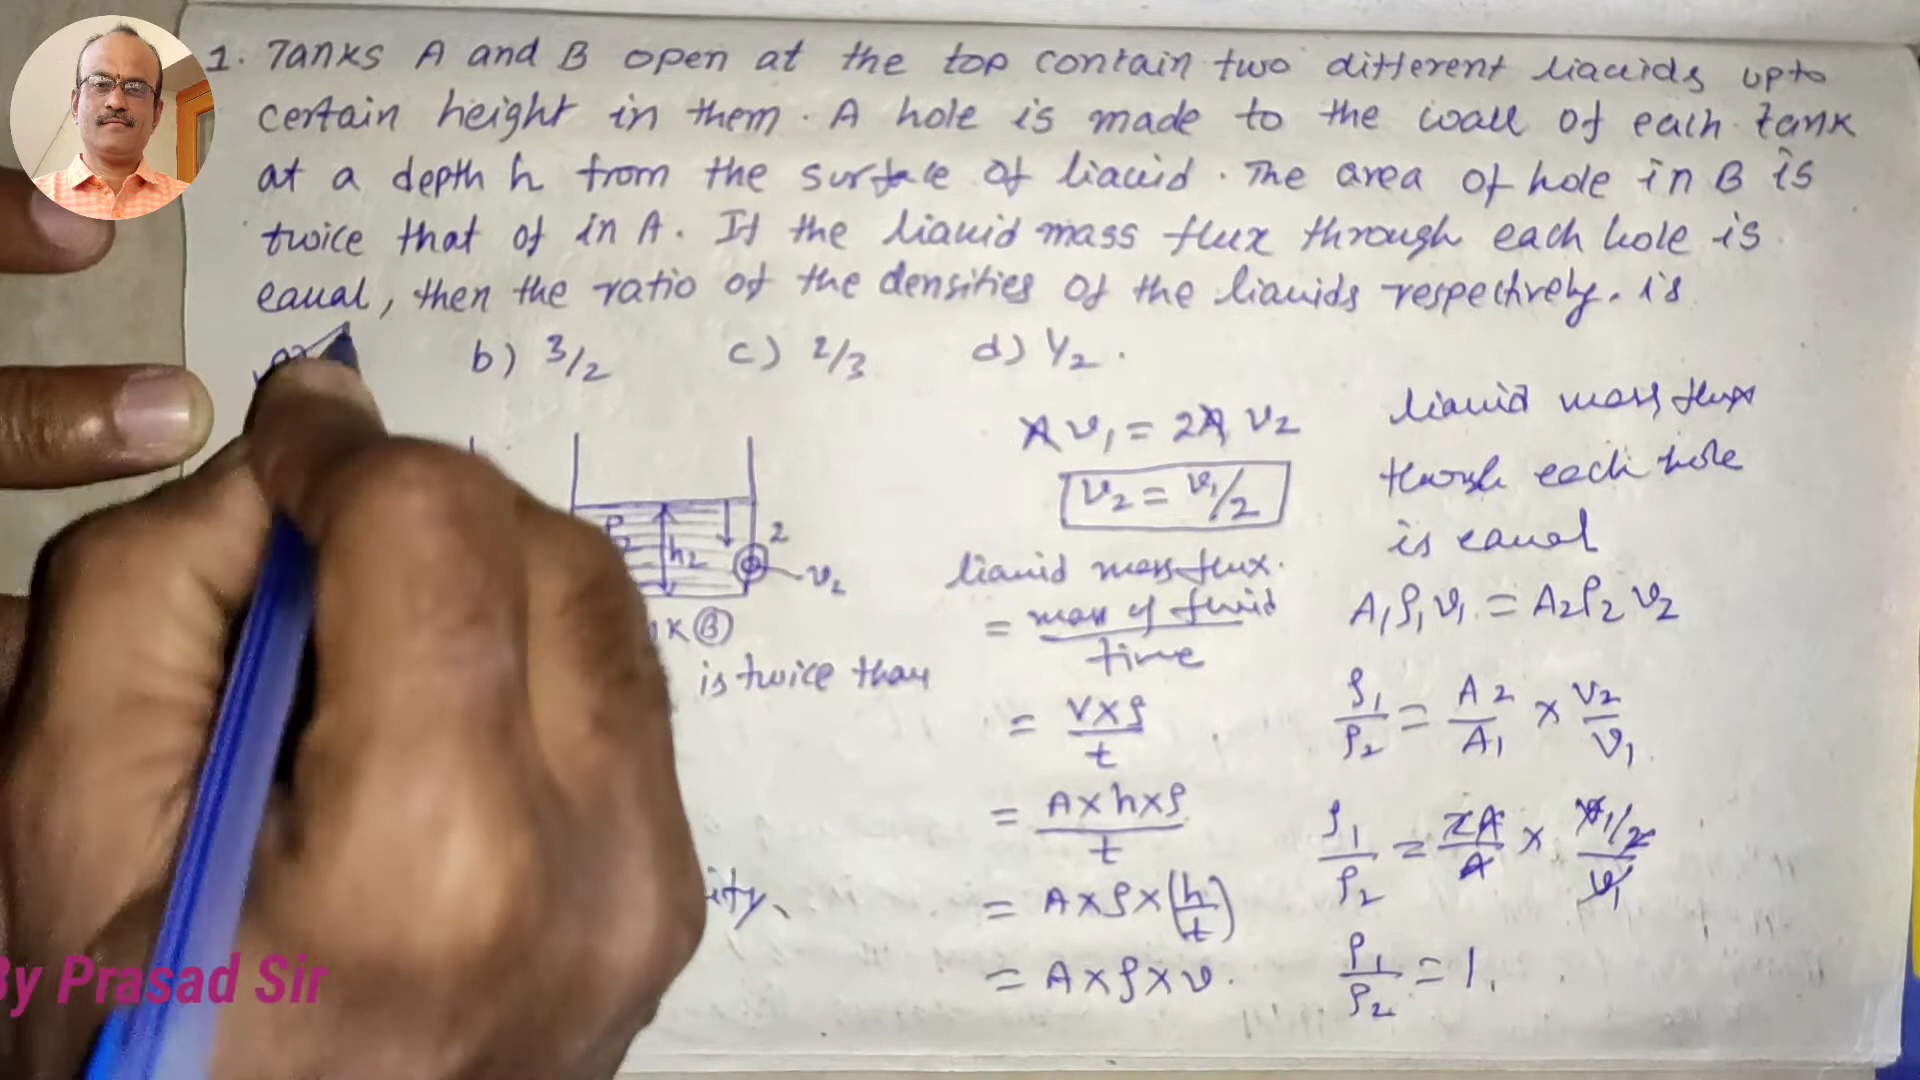 1. Tanks A and B open at the top contain two different liquids upto
certain height in them. A hole is made to the wall of each tank
at a depth h from the surface of liquid. The area of hole in B is
twice that of in A. If the liquid mass flux through each hole is
equal, then the ratio of the densities of the liquids respectively. is
b) 3/2 c) 2/3 d) 1/2.
h2
2
v2
B
is twice than
ity,
A v1 = 2A v2
v2 = v1/2
liquid mass flux.
= mass of fluid / time
= V×ρ / t
= A×h×ρ / t
= A×ρ×(h/t)
= A×ρ×v.
liquid mass flux
through each hole
is equal
A1ρ1v1 = A2ρ2v2
ρ1/ρ2 = A2/A1 × v2/v1
ρ1/ρ2 = 2A/A × v1/2 / v1
ρ1/ρ2 = 1.
By Prasad Sir